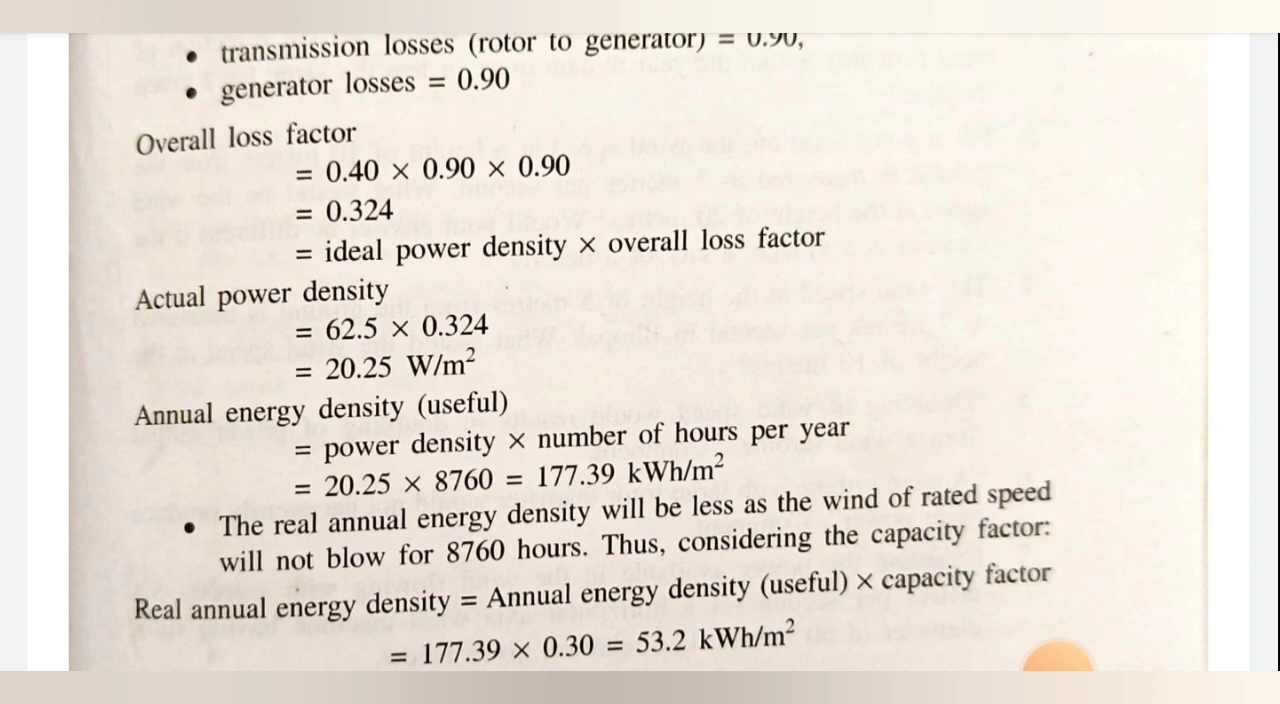 • transmission losses (rotor to generator) = 0.90,
• generator losses = 0.90
Overall loss factor
= 0.40 × 0.90 × 0.90
= 0.324
= ideal power density × overall loss factor
Actual power density
= 62.5 × 0.324
= 20.25 W/m²
Annual energy density (useful)
= power density × number of hours per year
= 20.25 × 8760 = 177.39 kWh/m²
• The real annual energy density will be less as the wind of rated speed
will not blow for 8760 hours. Thus, considering the capacity factor:
Real annual energy density = Annual energy density (useful) × capacity factor
= 177.39 × 0.30 = 53.2 kWh/m²